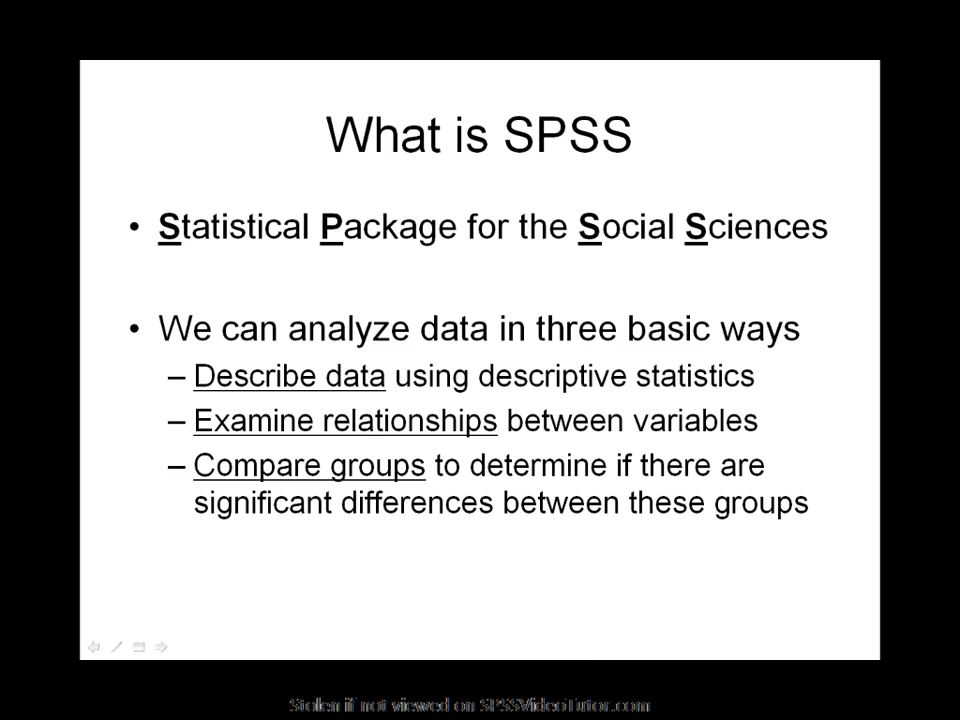 What is SPSS
• Statistical Package for the Social Sciences
• We can analyze data in three basic ways
– Describe data using descriptive statistics
– Examine relationships between variables
– Compare groups to determine if there are
significant differences between these groups
Stolen if not viewed on SPSSVideoTutor.com